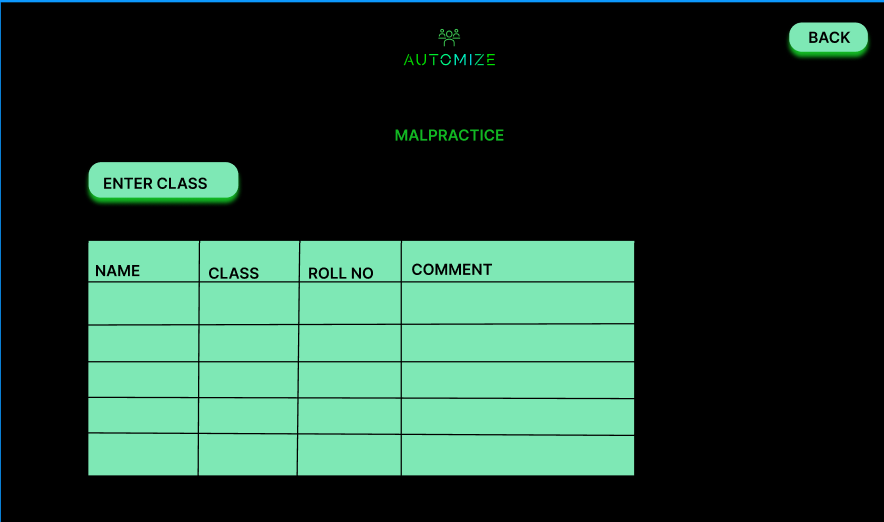 AUTOMIZE
BACK
MALPRACTICE
ENTER CLASS
NAME CLASS ROLL NO COMMENT